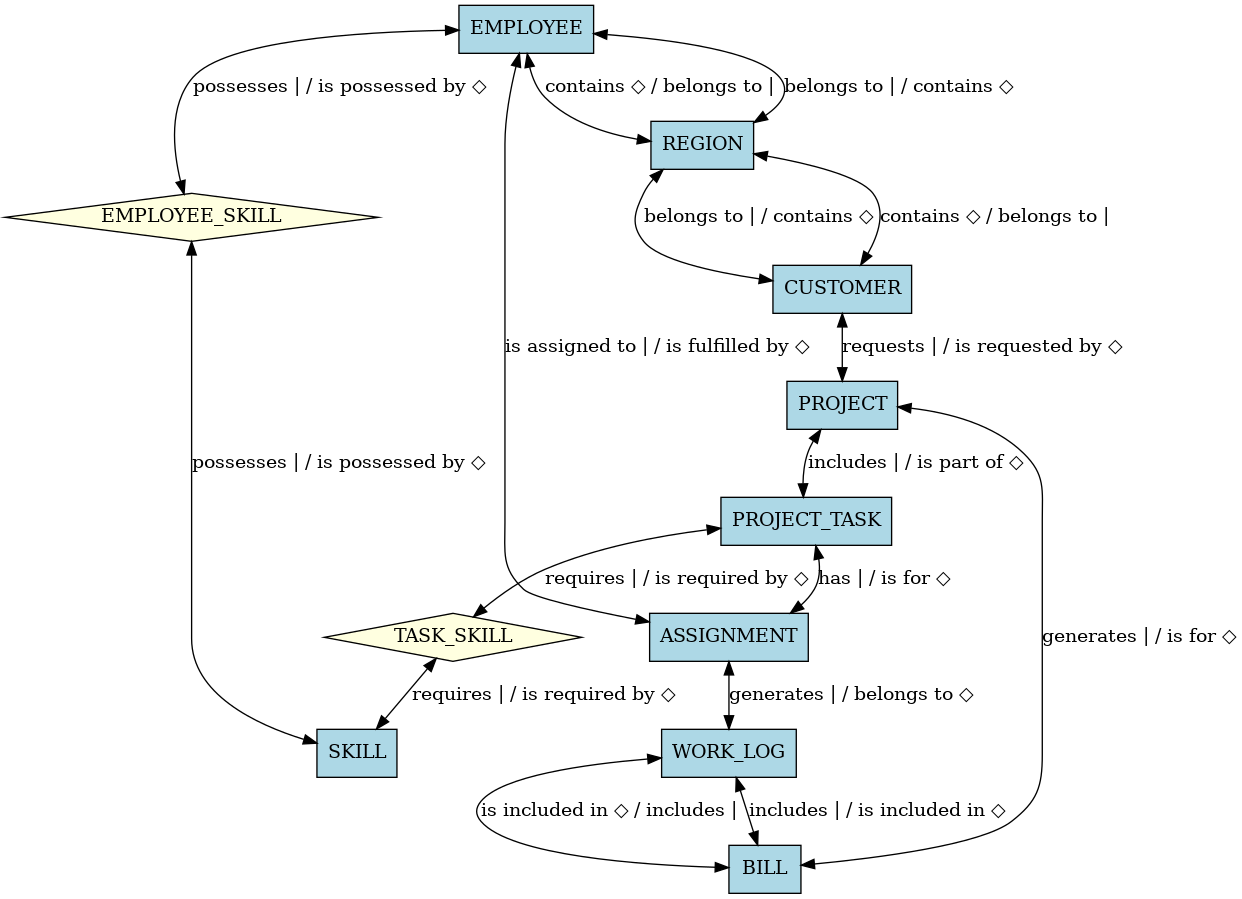 EMPLOYEE
possesses | / is possessed by ◇
contains ◇ / belongs to |
belongs to | / contains ◇
REGION
EMPLOYEE_SKILL
belongs to | / contains ◇
contains ◇ / belongs to |
CUSTOMER
is assigned to | / is fulfilled by ◇
requests | / is requested by ◇
PROJECT
possesses | / is possessed by ◇
includes | / is part of ◇
PROJECT_TASK
requires | / is required by ◇
has | / is for ◇
TASK_SKILL
ASSIGNMENT
generates | / is for ◇
requires | / is required by ◇
generates | / belongs to ◇
SKILL
WORK_LOG
is included in ◇ / includes |
includes | / is included in ◇
BILL